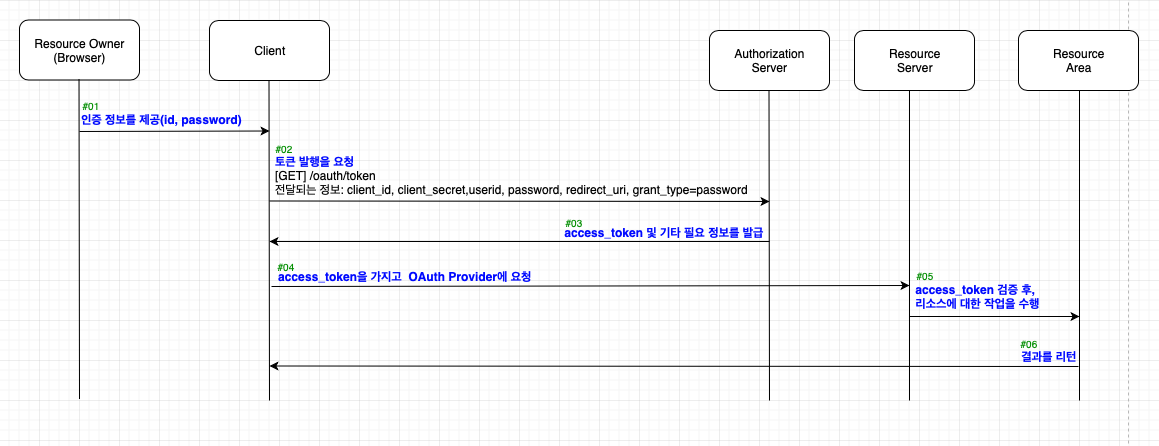 Resource Owner
(Browser)
Client
Authorization
Server
Resource
Server
Resource
Area
#01
인증 정보를 제공(id, password)
#02
토큰 발행을 요청
[GET] /oauth/token
전달되는 정보: client_id, client_secret,userid, password, redirect_uri, grant_type=password
#03
access_token 및 기타 필요 정보를 발급
#04
access_token을 가지고  OAuth Provider에 요청
#05
access_token 검증 후,
리소스에 대한 작업을 수행
#06
결과를 리턴